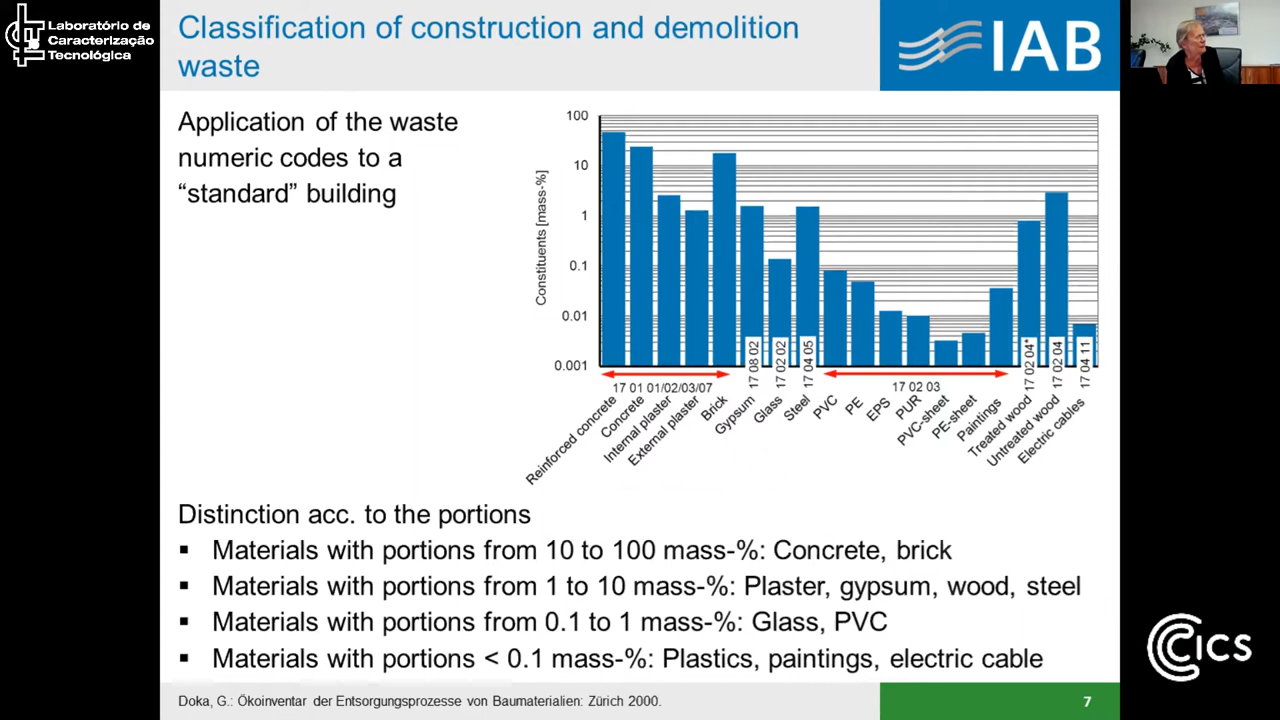 Laboratório de
Caracterização
Tecnológica
Classification of construction and demolition
waste
IAB
Application of the waste
numeric codes to a
“standard” building
Constituents [mass-%]
100
10
1
0.1
0.01
0.001
17 01 01/02/03/07
17 08 02
17 02 02
17 04 05
17 02 03
17 02 04*
17 02 04
17 04 11
Reinforced concrete
Concrete
Internal plaster
External plaster
Brick
Gypsum
Glass
Steel
PVC
PE
EPS
PUR
PVC-sheet
PE-sheet
Paintings
Treated wood
Untreated wood
Electric cables
Distinction acc. to the portions
▪ Materials with portions from 10 to 100 mass-%: Concrete, brick
▪ Materials with portions from 1 to 10 mass-%: Plaster, gypsum, wood, steel
▪ Materials with portions from 0.1 to 1 mass-%: Glass, PVC
▪ Materials with portions < 0.1 mass-%: Plastics, paintings, electric cable
CICS
Doka, G.: Ökoinventar der Entsorgungsprozesse von Baumaterialien: Zürich 2000.
7